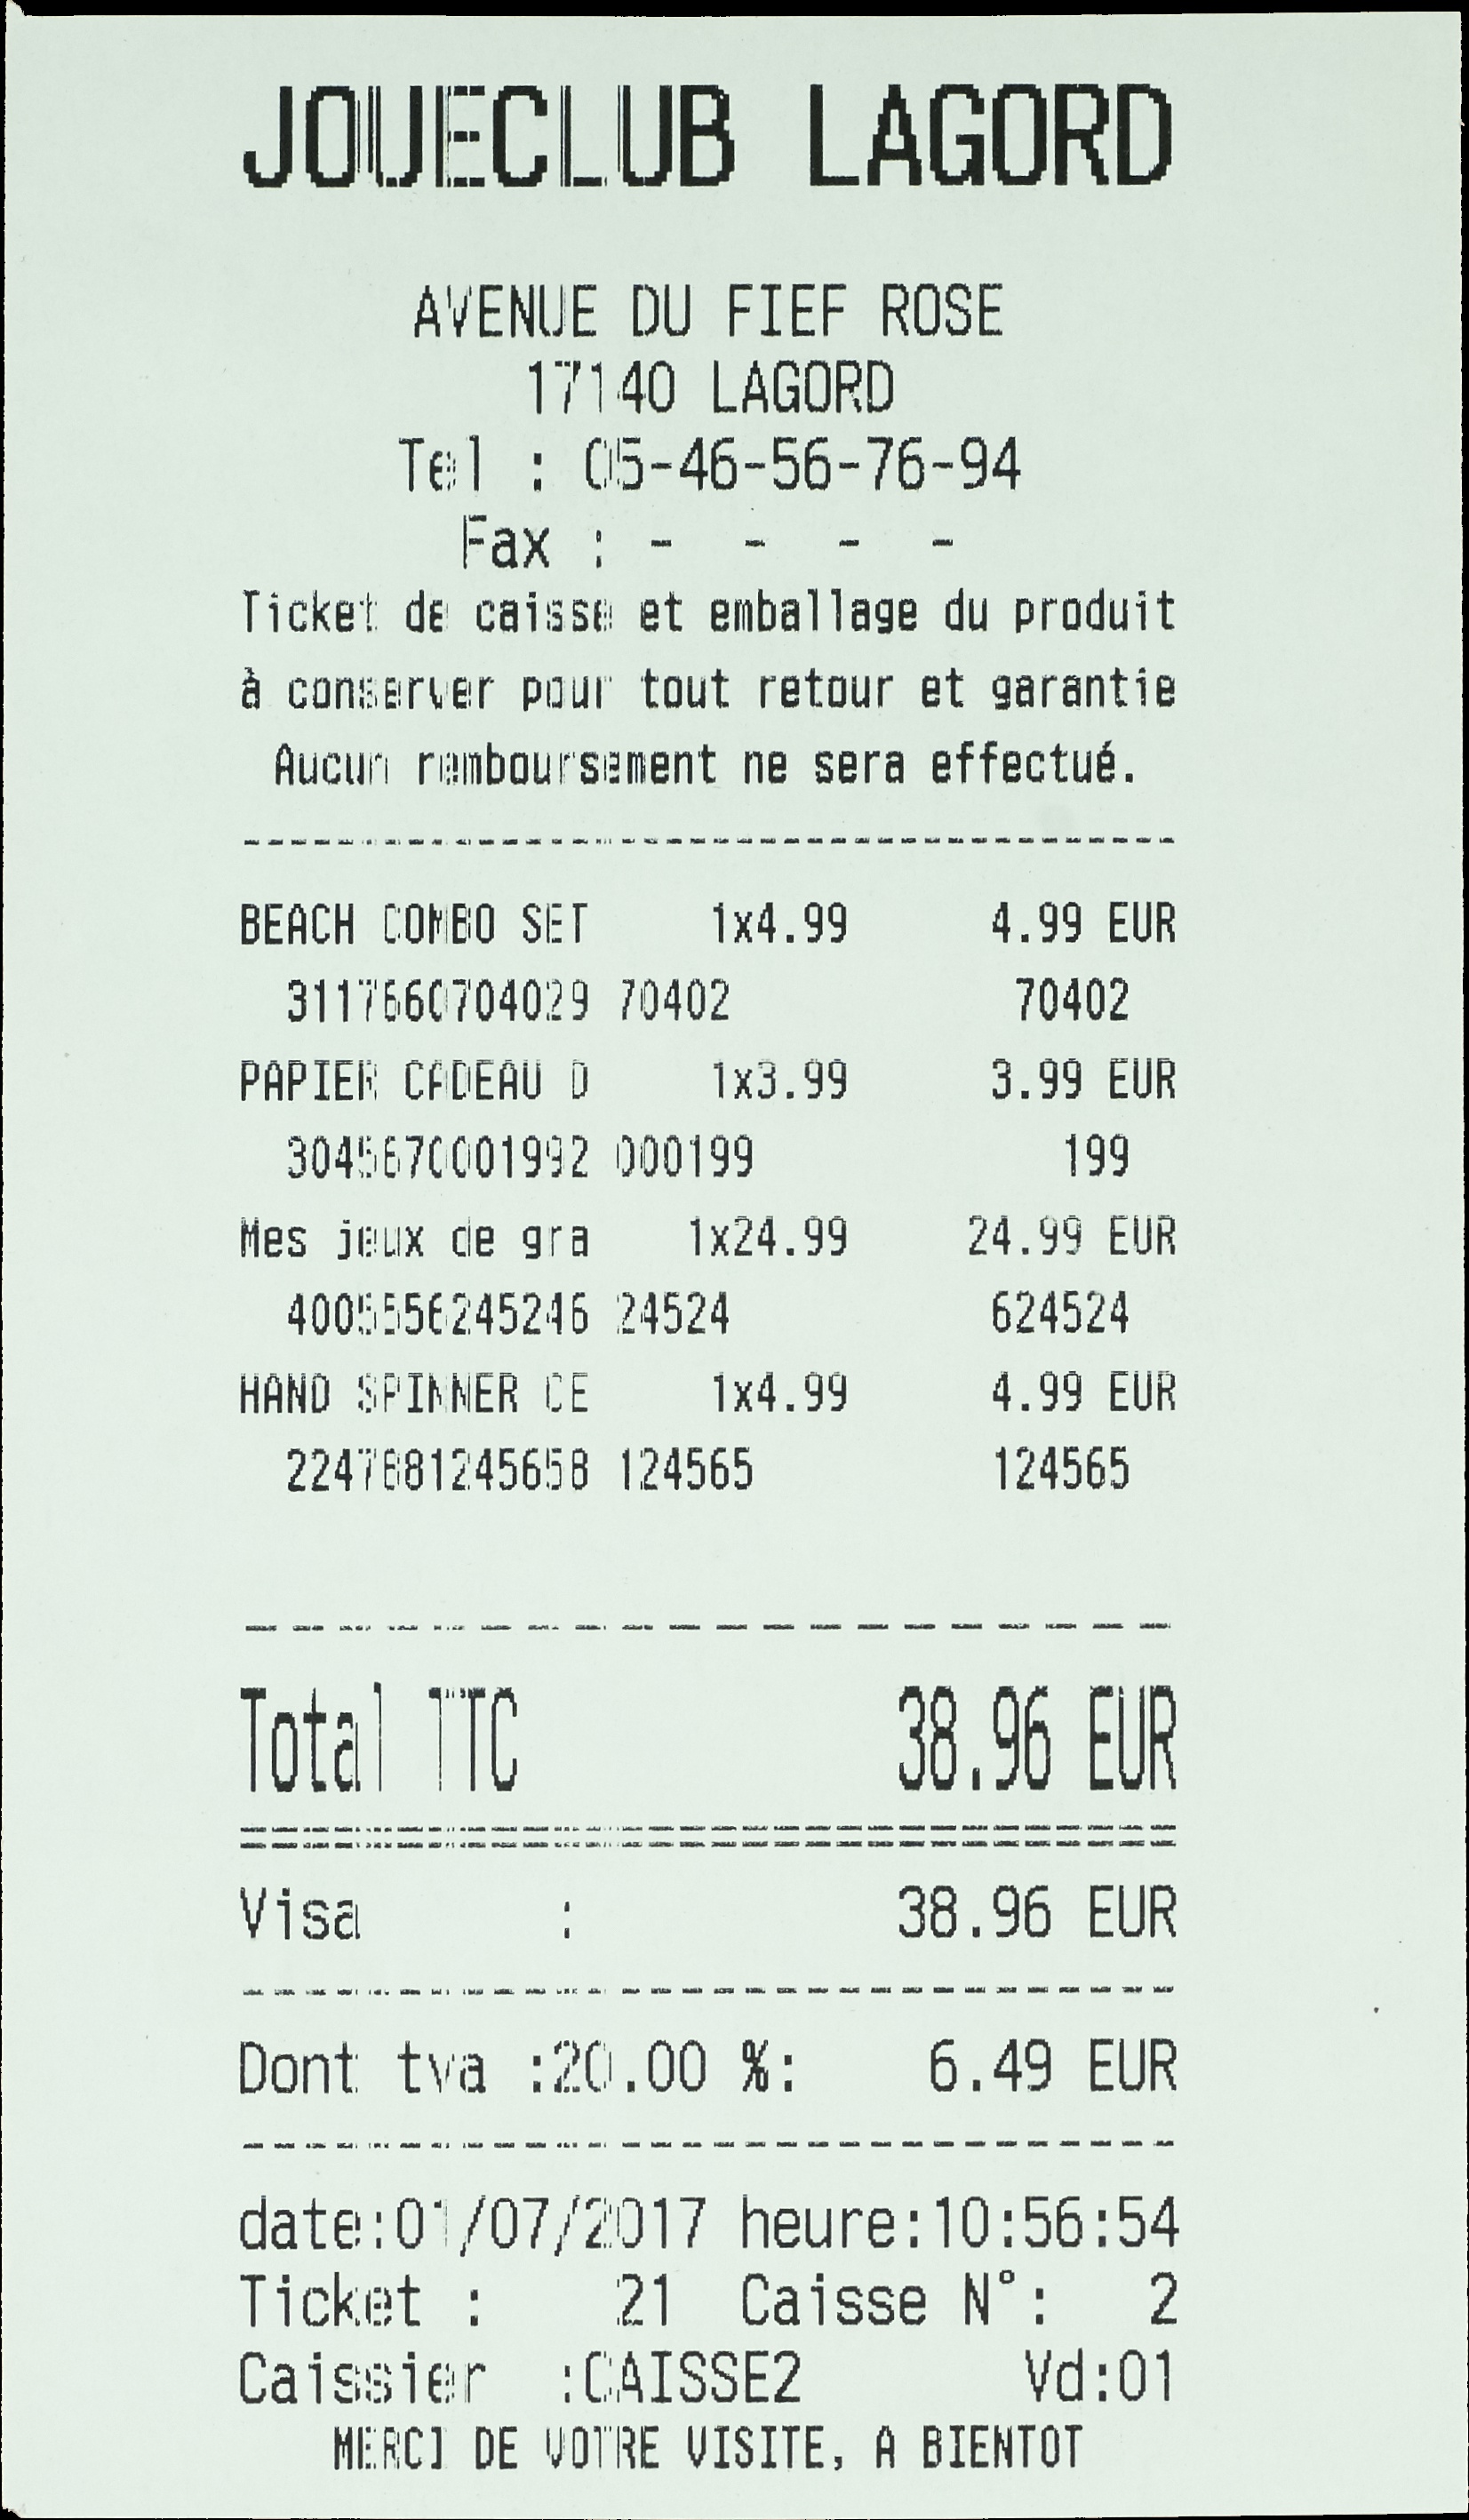 JOUECLUB LAGORD
AVENUE DU FIEF ROSE
17140 LAGORD
Tel : 05-46-56-76-94
Fax : - - - -
Ticket de caisse et emballage du produit
à conserver pour tout retour et garantie
Aucun remboursement ne sera effectué.
BEACH COMBO SET 1x4.99 4.99 EUR
3117660704029 70402 70402
PAPIER CADEAU D 1x3.99 3.99 EUR
3045670001992 000199 199
Mes jeux de gra 1x24.99 24.99 EUR
4005556245246 24524 624524
HAND SPINNER CE 1x4.99 4.99 EUR
2247881245658 124565 124565
Total TTC 38.96 EUR
Visa : 38.96 EUR
Dont tva :20.00 %: 6.49 EUR
date:01/07/2017 heure:10:56:54
Ticket : 21 Caisse N°: 2
Caissier :CAISSE2 Vd:01
MERCI DE VOTRE VISITE, A BIENTOT